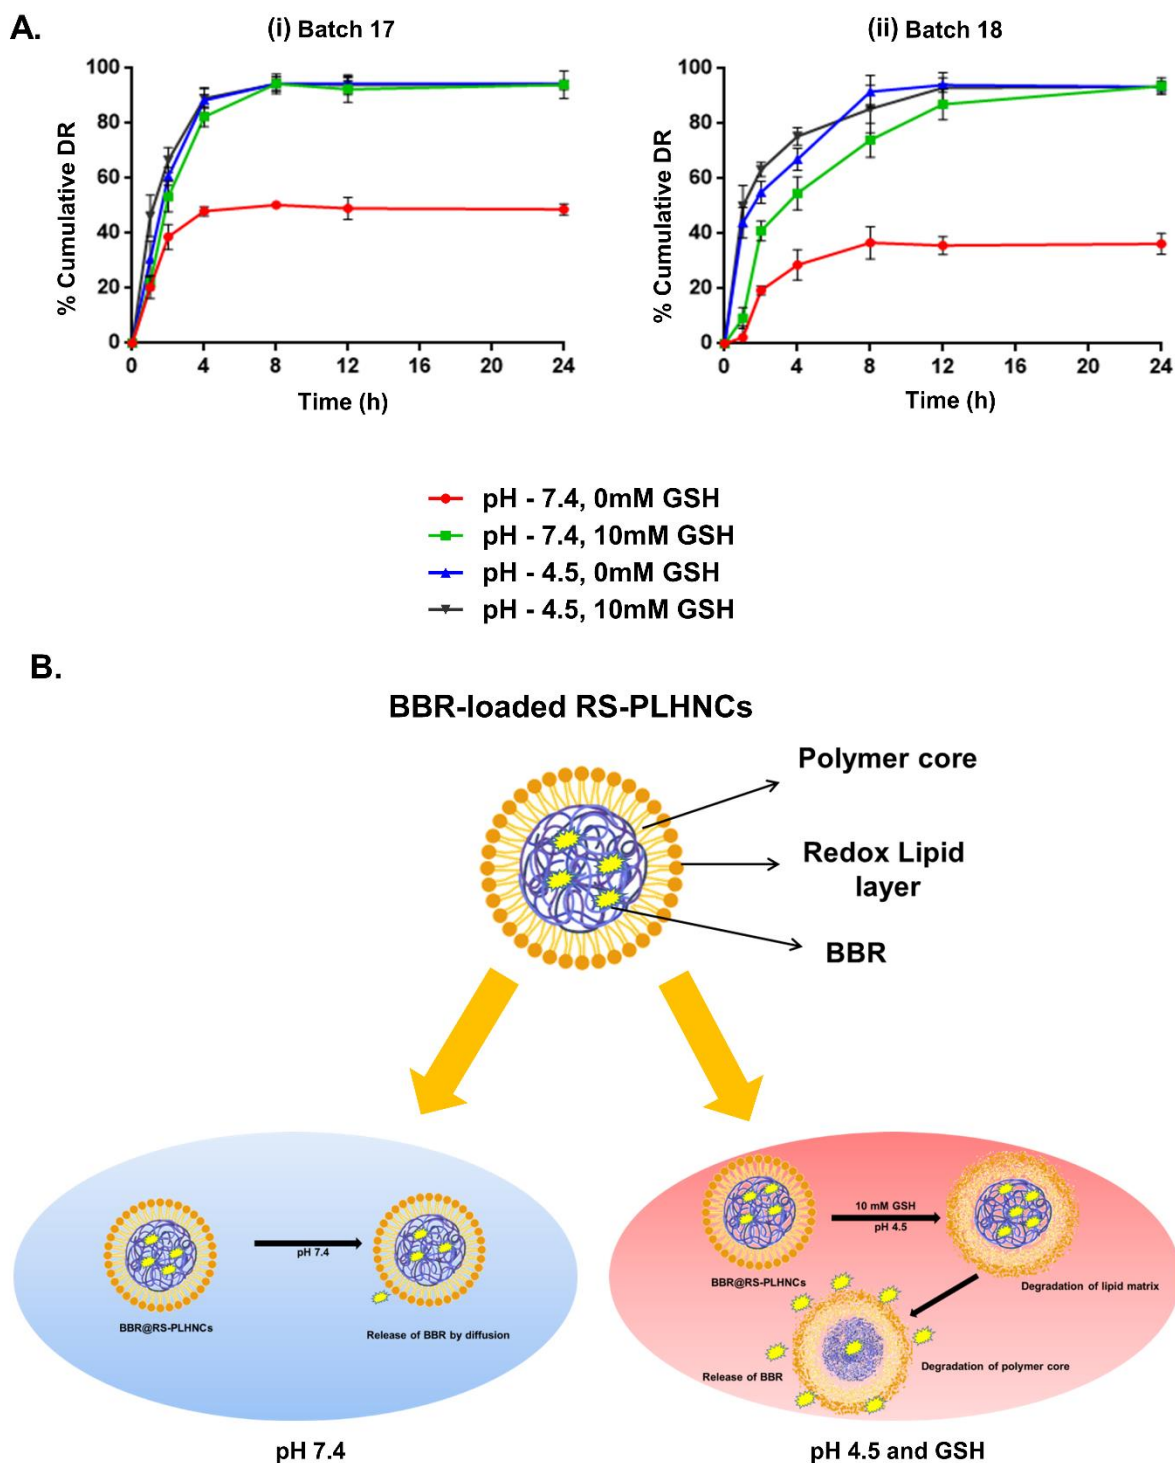 A.
(i) Batch 17
(ii) Batch 18
% Cumulative DR
100
80
60
40
20
0
0 4 8 12 16 20 24
Time (h)
% Cumulative DR
100
80
60
40
20
0
0 4 8 12 16 20 24
Time (h)
pH - 7.4, 0mM GSH
pH - 7.4, 10mM GSH
pH - 4.5, 0mM GSH
pH - 4.5, 10mM GSH
B.
BBR-loaded RS-PLHNCs
Polymer core
Redox Lipid
layer
BBR
pH 7.4
BBR@RS-PLHNCs
Release of BBR by diffusion
pH 7.4
10 mM GSH
pH 4.5
BBR@RS-PLHNCs
Degradation of lipid matrix
Release of BBR
Degradation of polymer core
pH 4.5 and GSH